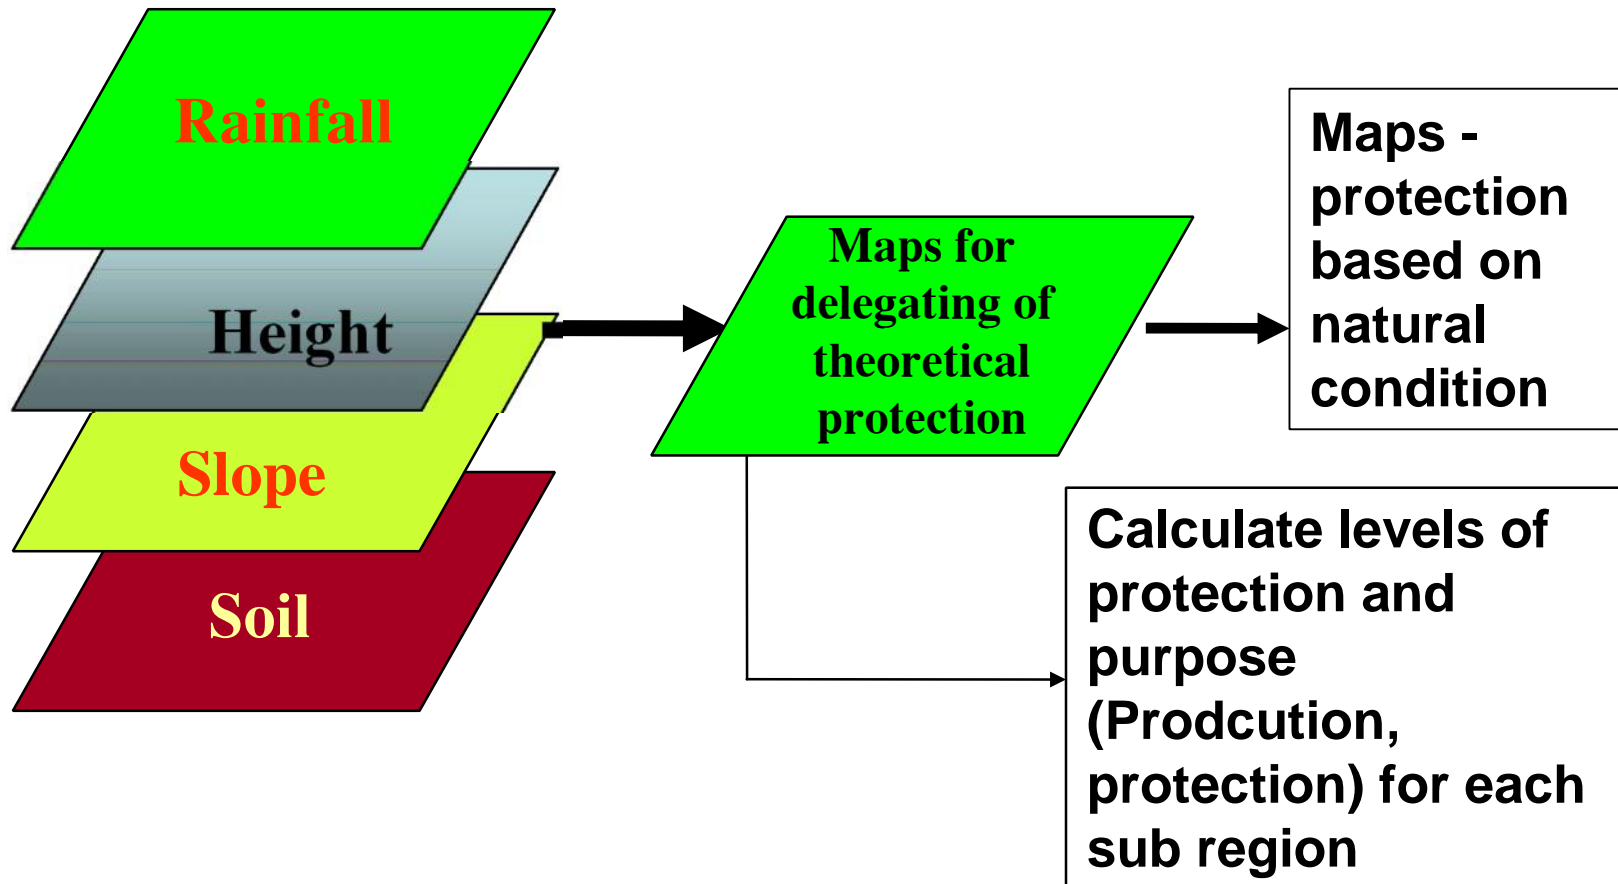 Rainfall
Height
Slope
Soil
Maps for
delegating of
theoretical
protection
Maps -
protection
based on
natural
condition
Calculate levels of
protection and
purpose
(Prodcution,
protection) for each
sub region